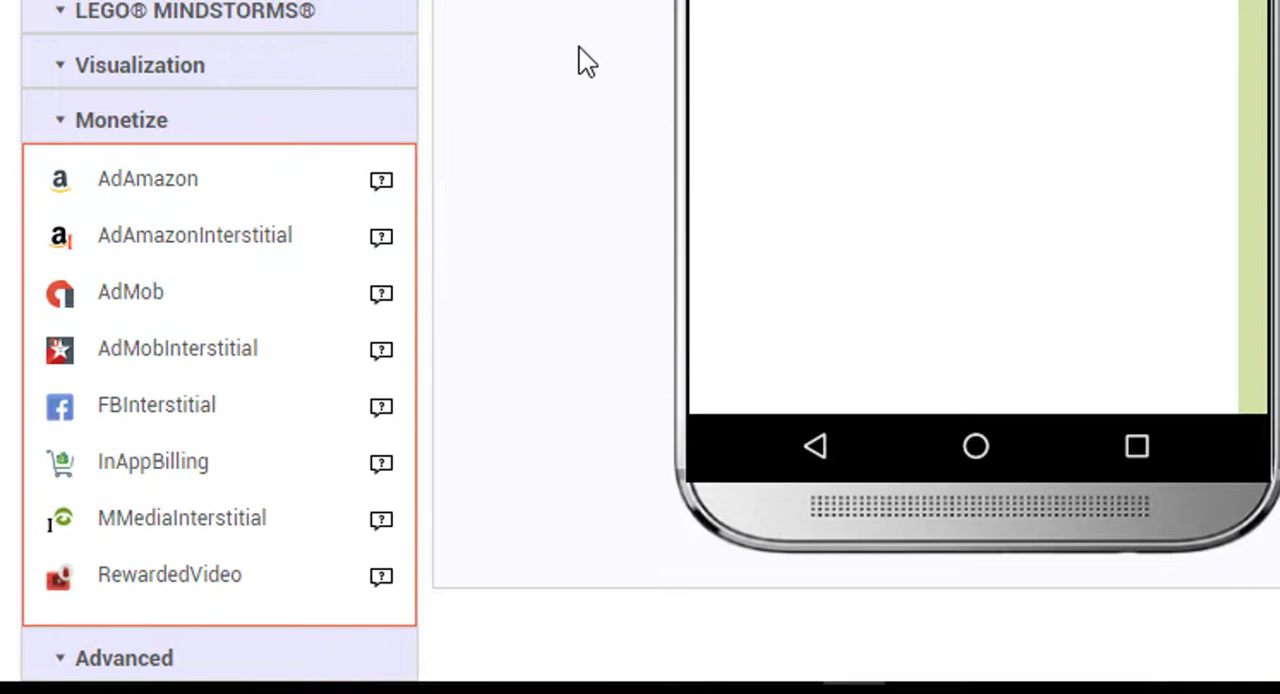 LEGO® MINDSTORMS®
Visualization
Monetize
AdAmazon
AdAmazonInterstitial
AdMob
AdMobInterstitial
FBInterstitial
InAppBilling
MMediaInterstitial
RewardedVideo
Advanced